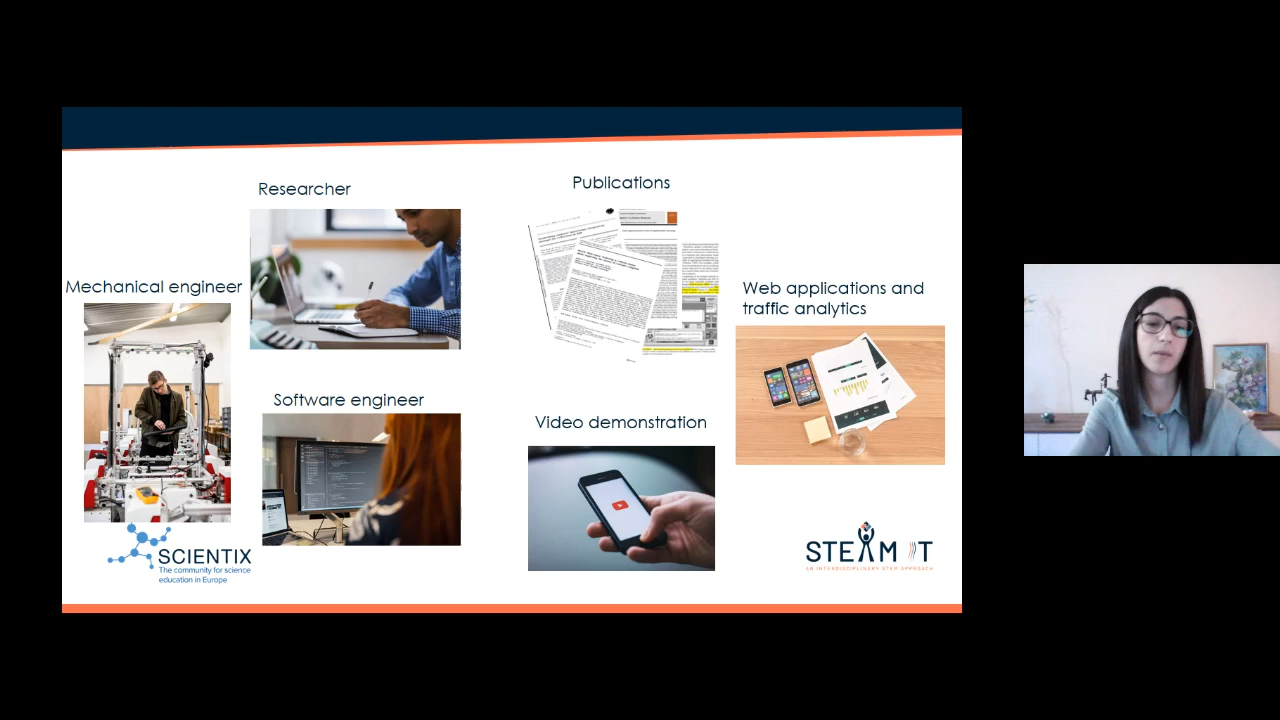 Researcher
Publications
Mechanical engineer
Web applications and
traffic analytics
Software engineer
Video demonstration
SCIENTIX
The community for science
education in Europe
STEAM IT
AN INTERDISCIPLINARY STEM APPROACH